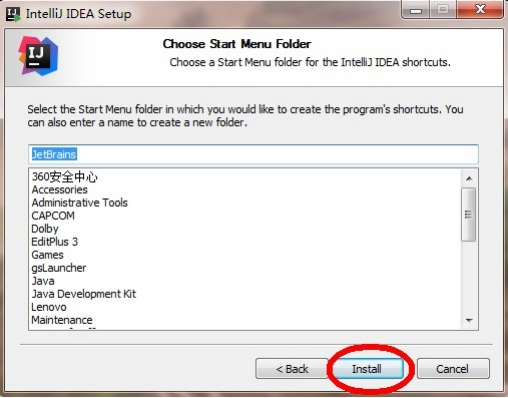 IntelliJ IDEA Setup
IJ
Choose Start Menu Folder
Choose a Start Menu folder for the IntelliJ IDEA shortcuts.
Select the Start Menu folder in which you would like to create the program's shortcuts. You
can also enter a name to create a new folder.
JetBrains
360安全中心
Accessories
Administrative Tools
CAPCOM
Dolby
EditPlus 3
Games
gsLauncher
Java
Java Development Kit
Lenovo
Maintenance
< Back
Install
Cancel